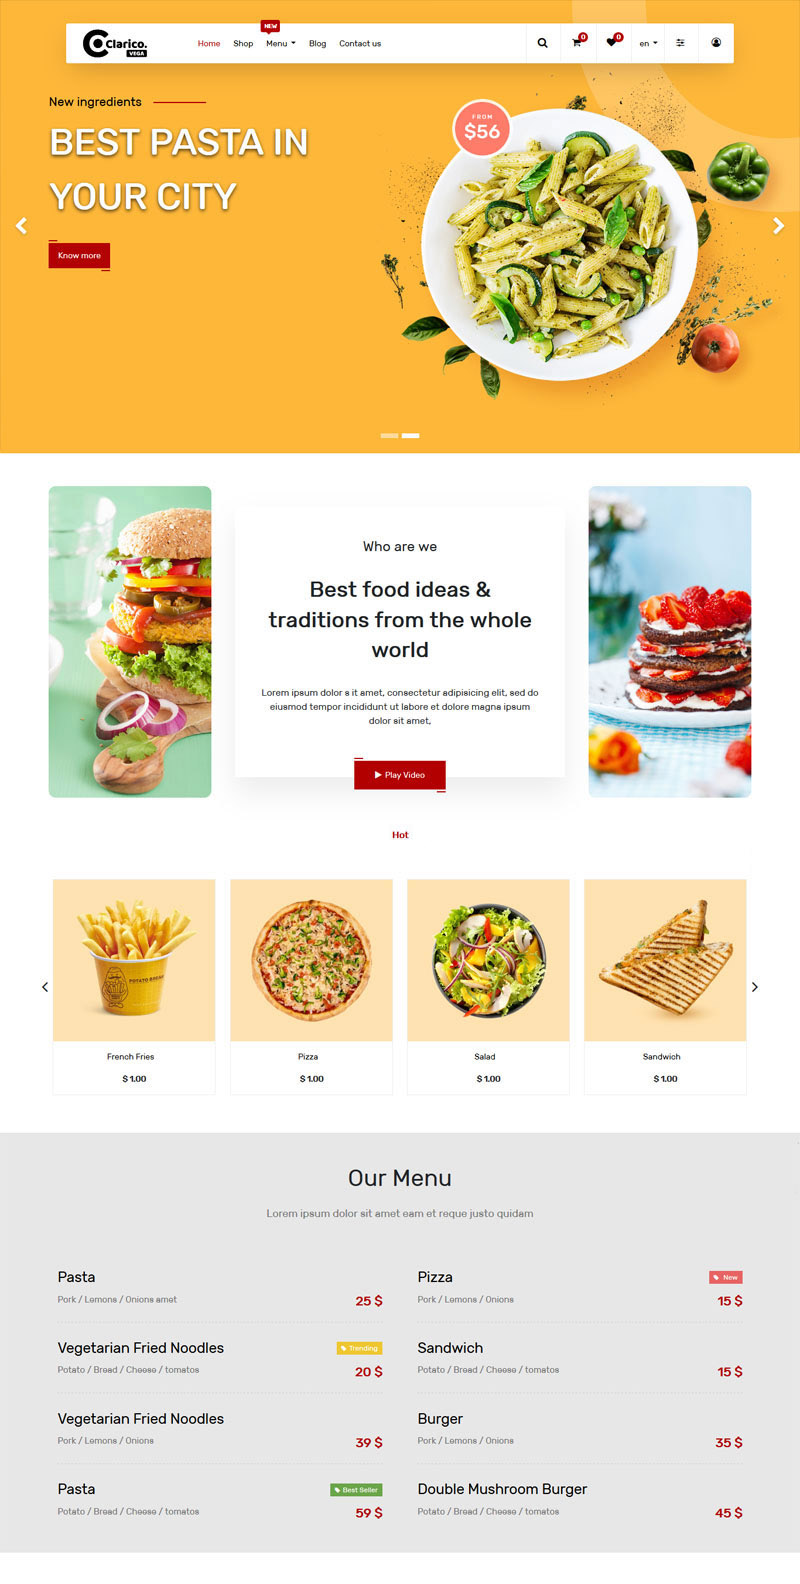 NEW
Clarico.
VEGA
Home Shop Menu Blog Contact us 0 0 en
New ingredients
BEST PASTA IN
YOUR CITY
FROM
$56
Know more
Who are we
Best food ideas &
traditions from the whole
world
Lorem ipsum dolor s it amet, consectetur adipisicing elit, sed do
eiusmod tempor incididunt ut labore et dolore magna ipsum
dolor sit amet,
Play Video
Hot
French Fries
$ 1.00
Pizza
$ 1.00
Salad
$ 1.00
Sandwich
$ 1.00
Our Menu
Lorem ipsum dolor sit amet eam et reque justo quidam
Pasta
Pork / Lemons / Onions amet 25 $
Pizza New
Pork / Lemons / Onions 15 $
Vegetarian Fried Noodles Trending
Potato / Bread / Cheese / tomatos 20 $
Sandwich
Potato / Bread / Cheese / tomatos 15 $
Vegetarian Fried Noodles
Pork / Lemons / Onions 39 $
Burger
Pork / Lemons / Onions 35 $
Pasta Best Seller
Potato / Bread / Cheese / tomatos 59 $
Double Mushroom Burger
Potato / Bread / Cheese / tomatos 45 $